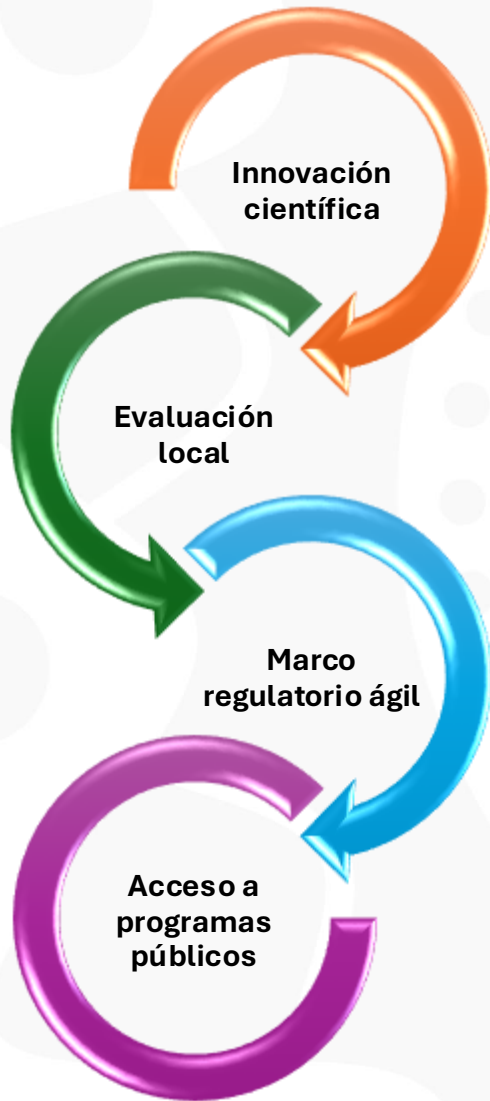 Innovación
científica
Evaluación
local
Marco
regulatorio ágil
Acceso a
programas
públicos